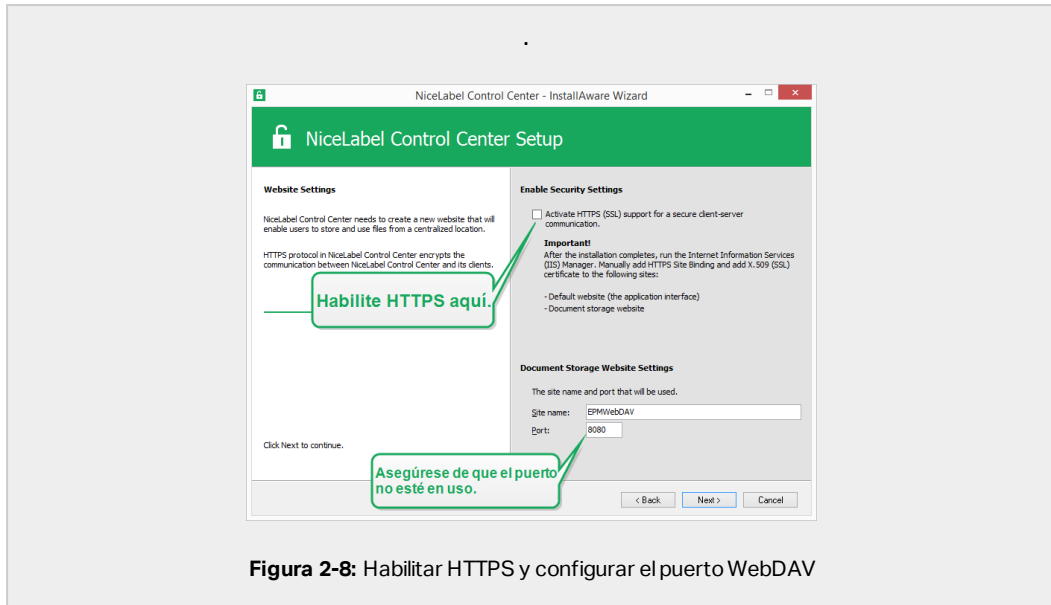 .
NiceLabel Control Center - InstallAware Wizard
NiceLabel Control Center Setup
Website Settings
NiceLabel Control Center needs to create a new website that will
enable users to store and use files from a centralized location.
HTTPS protocol in NiceLabel Control Center encrypts the
communication between NiceLabel Control Center and its clients.
Habilite HTTPS aquí.
Click Next to continue.
Enable Security Settings
Activate HTTPS (SSL) support for a secure client-server
communication.
Important!
After the installation completes, run the Internet Information Services
(IIS) Manager. Manually add HTTPS Site Binding and add X.509 (SSL)
certificate to the following sites:
- Default website (the application interface)
- Document storage website
Document Storage Website Settings
The site name and port that will be used.
Site name: EPMWebDAV
Port: 8080
Asegúrese de que el puerto
no esté en uso.
< Back Next > Cancel
Figura 2-8: Habilitar HTTPS y configurar el puerto WebDAV